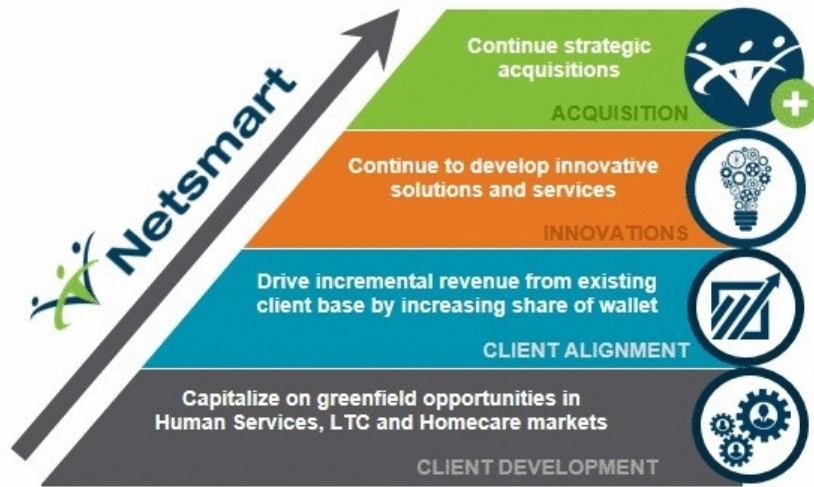 Netsmart
Continue strategic
acquisitions
ACQUISITION
Continue to develop innovative
solutions and services
INNOVATIONS
Drive incremental revenue from existing
client base by increasing share of wallet
CLIENT ALIGNMENT
Capitalize on greenfield opportunities in
Human Services, LTC and Homecare markets
CLIENT DEVELOPMENT